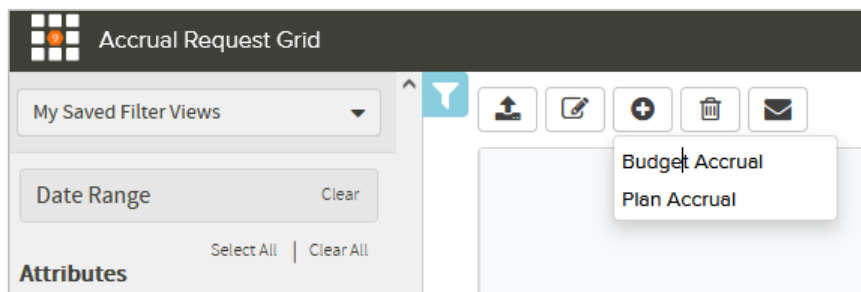 9
Accrual Request Grid
My Saved Filter Views
Date Range
Clear
Select All | Clear All
Attributes
Budget Accrual
Plan Accrual